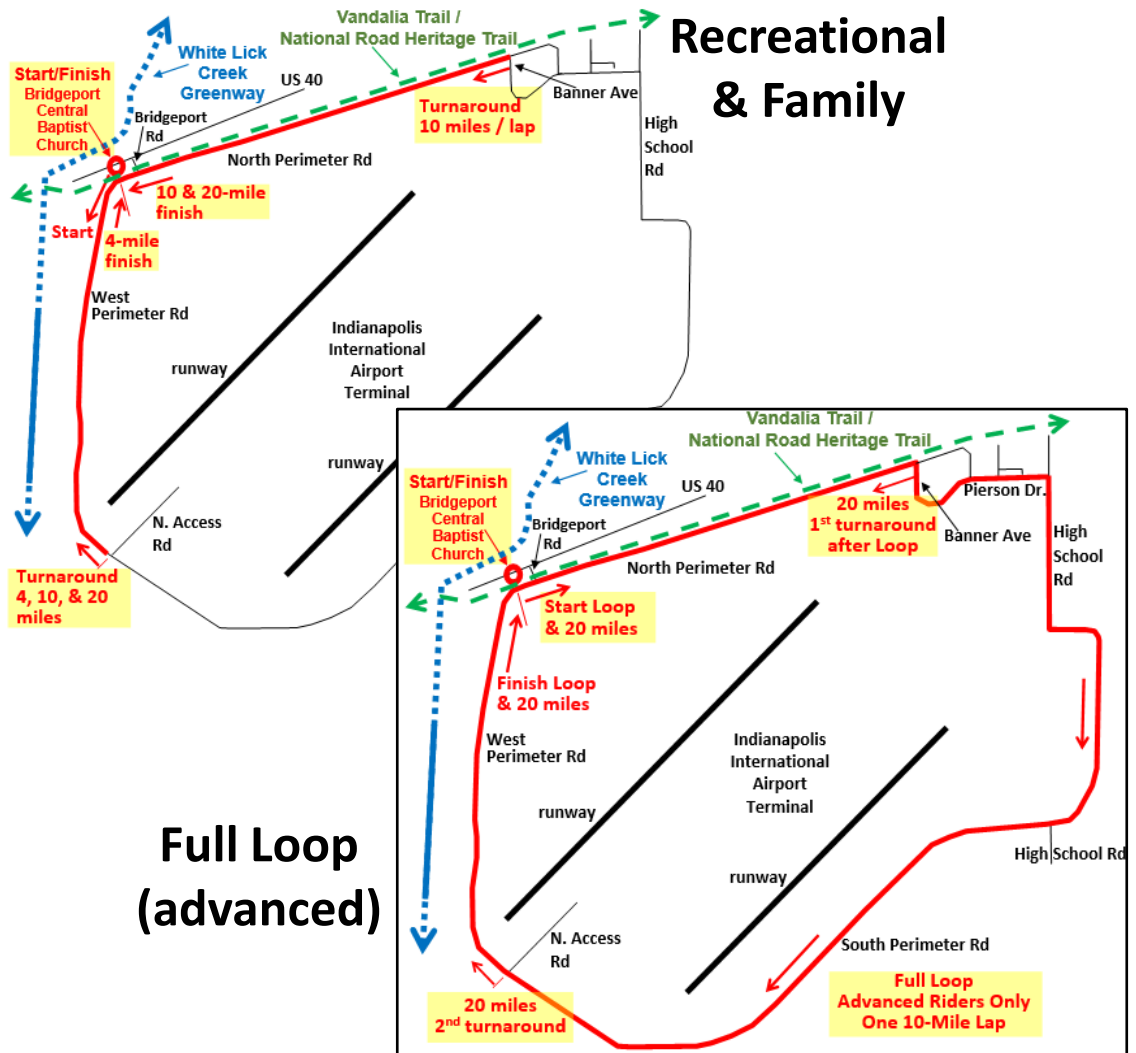 Recreational
& Family
Vandalia Trail /
National Road Heritage Trail
White Lick
Creek
Greenway
US 40
Start/Finish
Bridgeport
Central
Baptist
Church
Bridgeport
Rd
Turnaround
10 miles / lap
Banner Ave
High
School
Rd
North Perimeter Rd
10 & 20-mile
finish
Start
4-mile
finish
West
Perimeter Rd
Indianapolis
International
Airport
Terminal
runway
runway
N. Access
Rd
Turnaround
4, 10, & 20
miles
Full Loop
(advanced)
Vandalia Trail /
National Road Heritage Trail
White Lick
Creek
Greenway
US 40
Start/Finish
Bridgeport
Central
Baptist
Church
Bridgeport
Rd
20 miles
1st turnaround
after Loop
Pierson Dr.
Banner Ave
High
School
Rd
North Perimeter Rd
Start Loop
& 20 miles
Finish Loop
& 20 miles
West
Perimeter Rd
Indianapolis
International
Airport
Terminal
runway
runway
High School Rd
N. Access
Rd
South Perimeter Rd
20 miles
2nd turnaround
Full Loop
Advanced Riders Only
One 10-Mile Lap